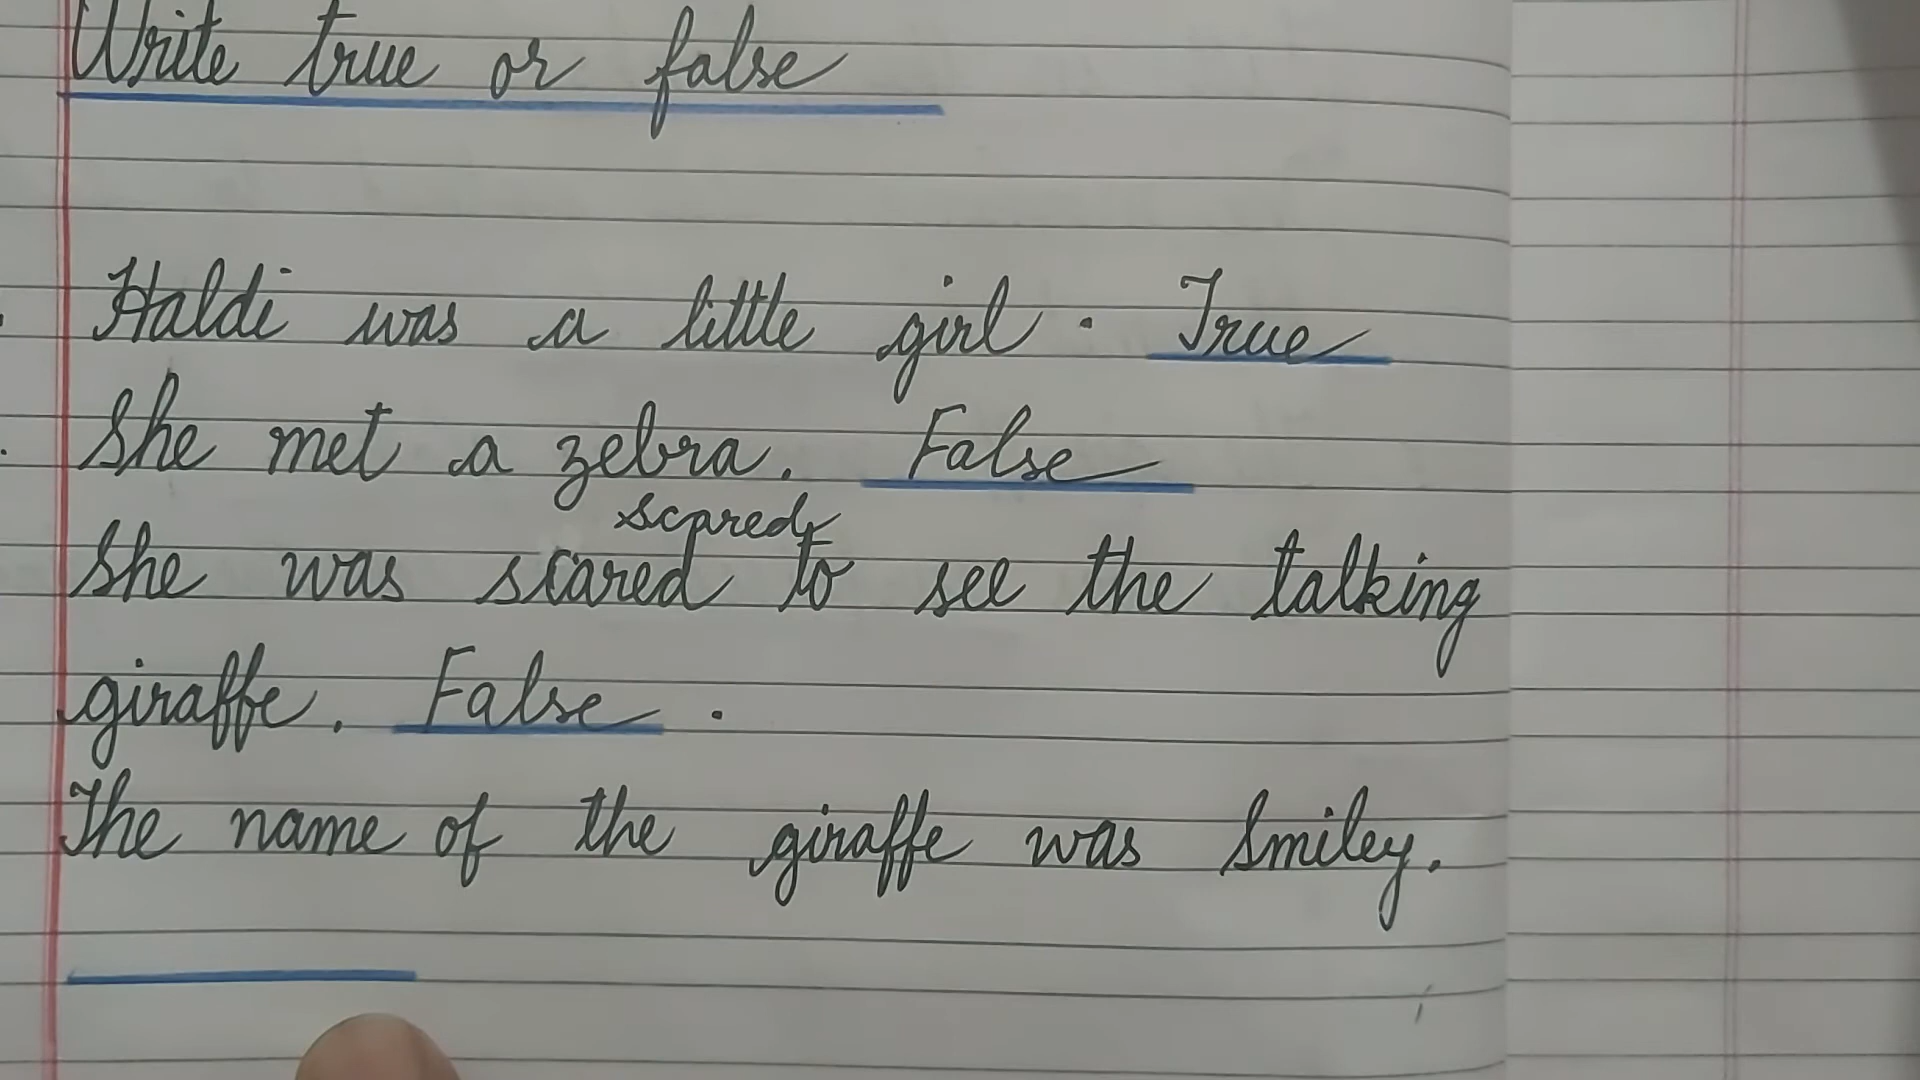 Write true or false
Haldi was a little girl. True
She met a zebra. False
scared
She was scared to see the talking
giraffe. False.
The name of the giraffe was Smiley.